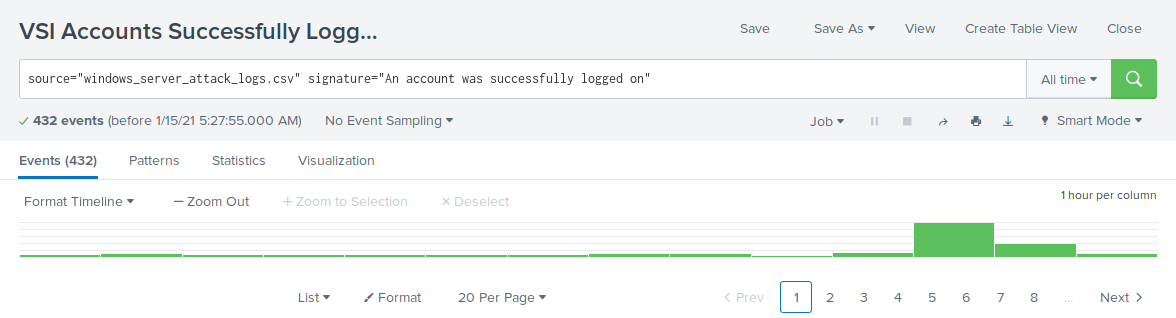 VSI Accounts Successfully Logg...
Save Save As View Create Table View Close
source="windows_server_attack_logs.csv" signature="An account was successfully logged on"
All time
432 events (before 1/15/21 5:27:55.000 AM) No Event Sampling
Job Smart Mode
Events (432) Patterns Statistics Visualization
Format Timeline — Zoom Out + Zoom to Selection × Deselect
1 hour per column
List Format 20 Per Page
< Prev 1 2 3 4 5 6 7 8 ... Next >